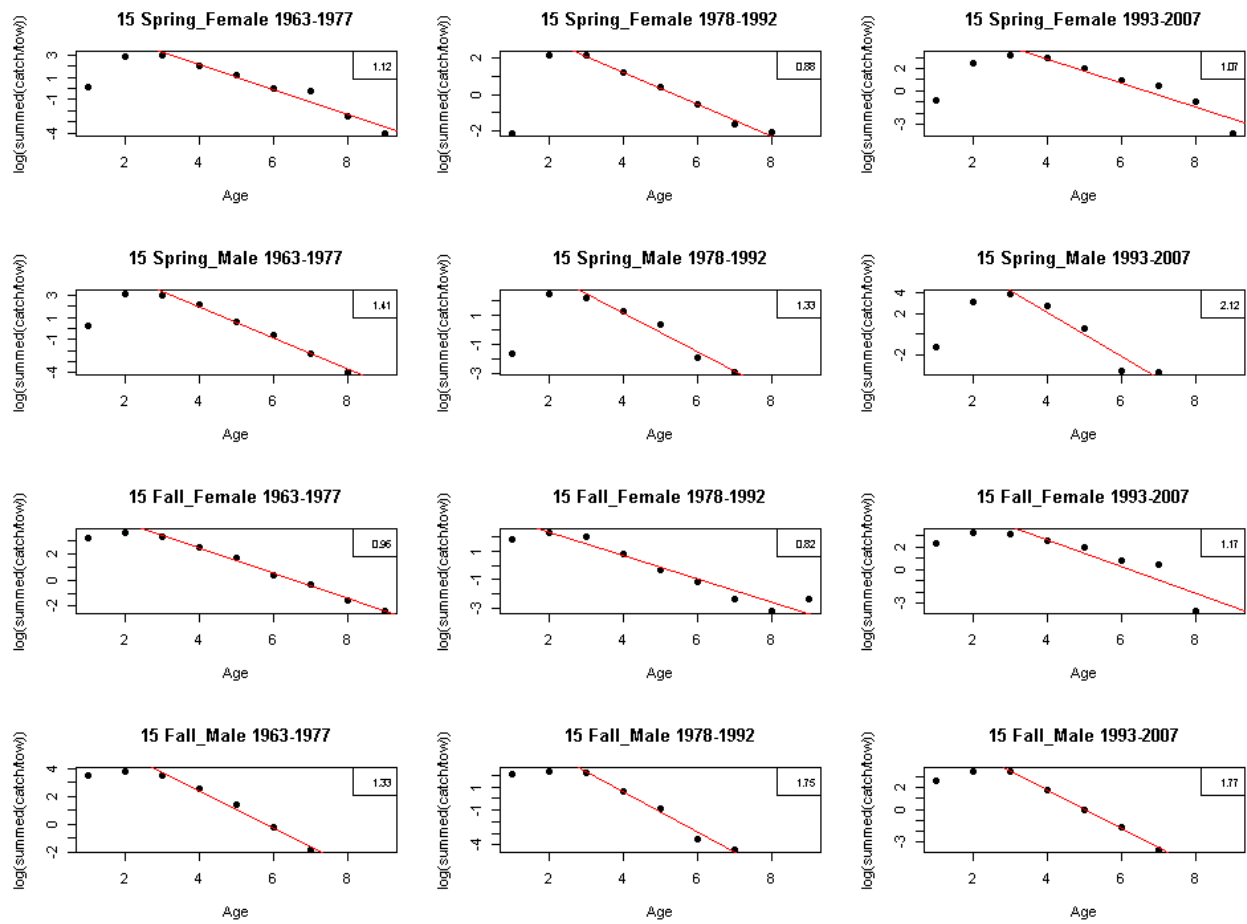 15 Spring_Female 1963-1977
log(summed(catch/tow))
3
1
-1
-4
1.12
2 4 6 8
Age
15 Spring_Female 1978-1992
log(summed(catch/tow))
2
0
-2
0.88
2 4 6 8
Age
15 Spring_Female 1993-2007
log(summed(catch/tow))
2
0
-3
1.07
2 4 6 8
Age
15 Spring_Male 1963-1977
log(summed(catch/tow))
3
1
-1
-4
1.41
2 4 6 8
Age
15 Spring_Male 1978-1992
log(summed(catch/tow))
1
-1
-3
1.33
2 4 6 8
Age
15 Spring_Male 1993-2007
log(summed(catch/tow))
4
2
-2
2.12
2 4 6 8
Age
15 Fall_Female 1963-1977
log(summed(catch/tow))
2
0
-2
0.96
2 4 6 8
Age
15 Fall_Female 1978-1992
log(summed(catch/tow))
1
-1
-3
0.82
2 4 6 8
Age
15 Fall_Female 1993-2007
log(summed(catch/tow))
2
0
-3
1.17
2 4 6 8
Age
15 Fall_Male 1963-1977
log(summed(catch/tow))
4
2
0
-2
1.33
2 4 6 8
Age
15 Fall_Male 1978-1992
log(summed(catch/tow))
1
-1
-4
1.75
2 4 6 8
Age
15 Fall_Male 1993-2007
log(summed(catch/tow))
2
0
-3
1.77
2 4 6 8
Age